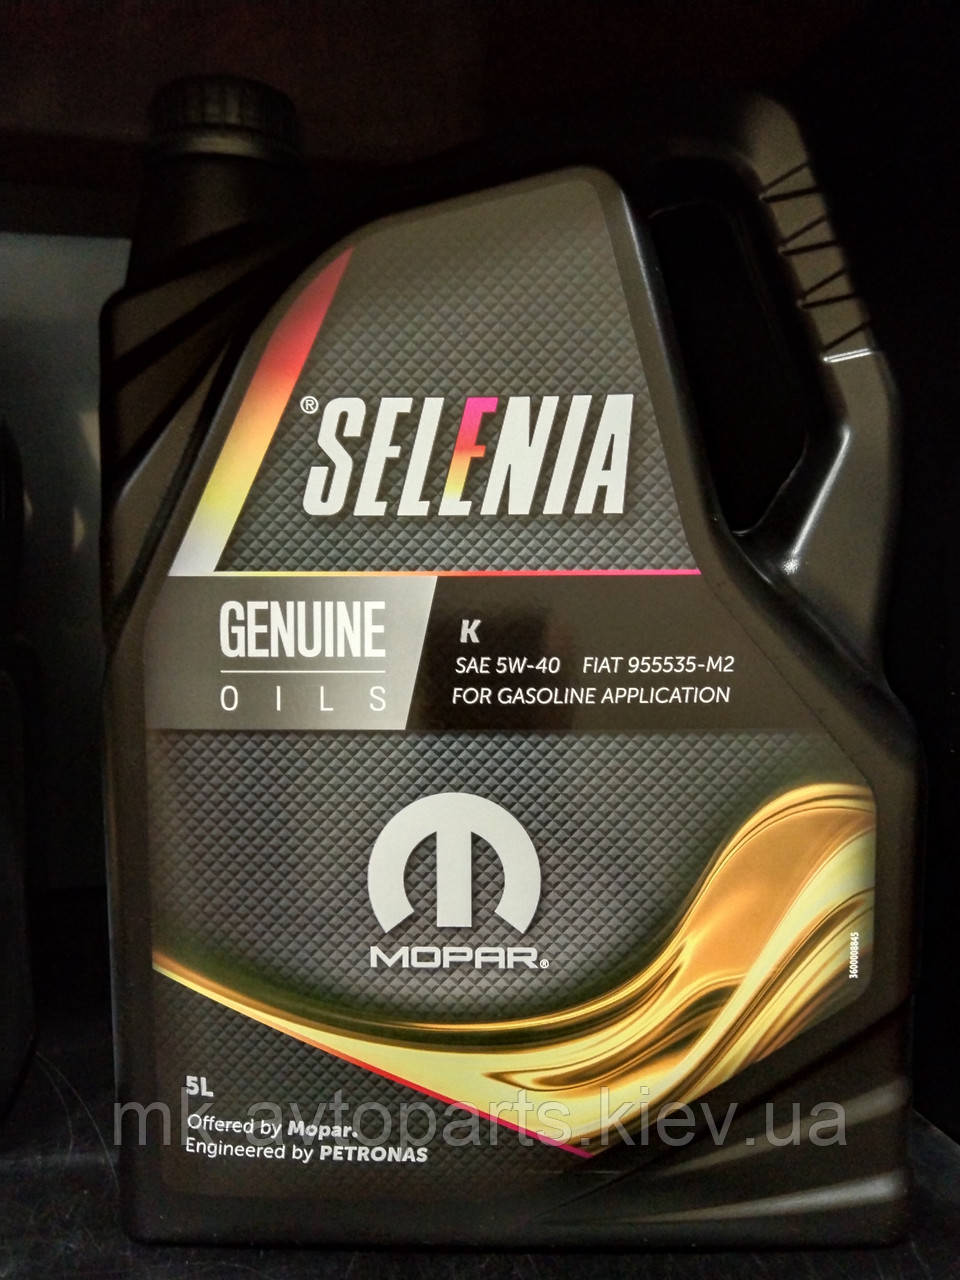 ® SELENIA
GENUINE
OILS
K
SAE 5W-40 FIAT 955535-M2
FOR GASOLINE APPLICATION
MOPAR®
3600008845
5L
Offered by Mopar.
Engineered by PETRONAS
ml-avtoparts.kiev.ua